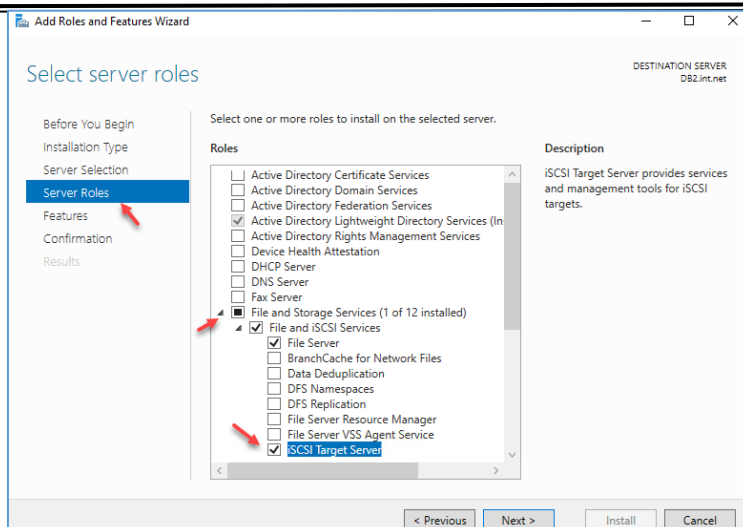 Add Roles and Features Wizard
Select server roles
DESTINATION SERVER
DB2.int.net
Before You Begin
Installation Type
Server Selection
Server Roles
Features
Confirmation
Results
Select one or more roles to install on the selected server.
Roles
Active Directory Certificate Services
Active Directory Domain Services
Active Directory Federation Services
Active Directory Lightweight Directory Services (In
Active Directory Rights Management Services
Device Health Attestation
DHCP Server
DNS Server
Fax Server
File and Storage Services (1 of 12 installed)
File and iSCSI Services
File Server
BranchCache for Network Files
Data Deduplication
DFS Namespaces
DFS Replication
File Server Resource Manager
File Server VSS Agent Service
iSCSI Target Server
Description
iSCSI Target Server provides services
and management tools for iSCSI
targets.
< Previous
Next >
Install
Cancel